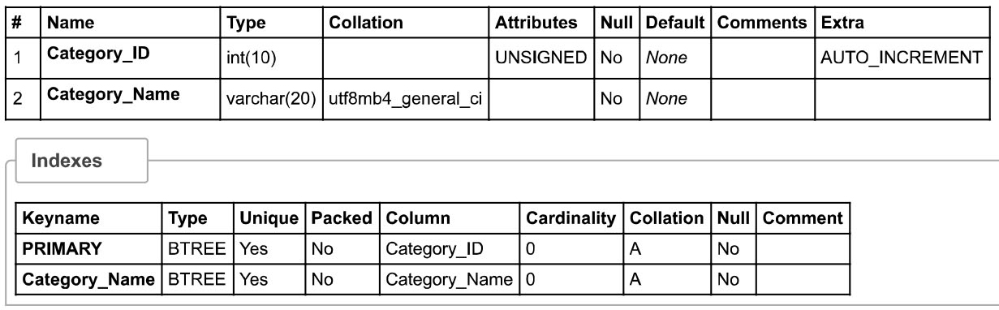 # Name Type Collation Attributes Null Default Comments Extra
1 Category_ID int(10) UNSIGNED No None AUTO_INCREMENT
2 Category_Name varchar(20) utf8mb4_general_ci No None
Indexes
Keyname Type Unique Packed Column Cardinality Collation Null Comment
PRIMARY BTREE Yes No Category_ID 0 A No
Category_Name BTREE Yes No Category_Name 0 A No